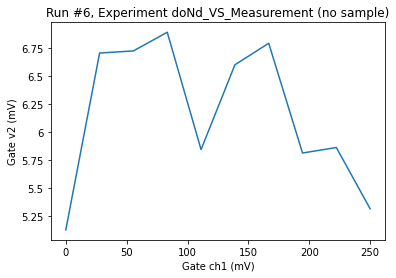 Run #6, Experiment doNd_VS_Measurement (no sample)
Gate v2 (mV)
6.75
6.5
6.25
6
5.75
5.5
5.25
0 50 100 150 200 250
Gate ch1 (mV)